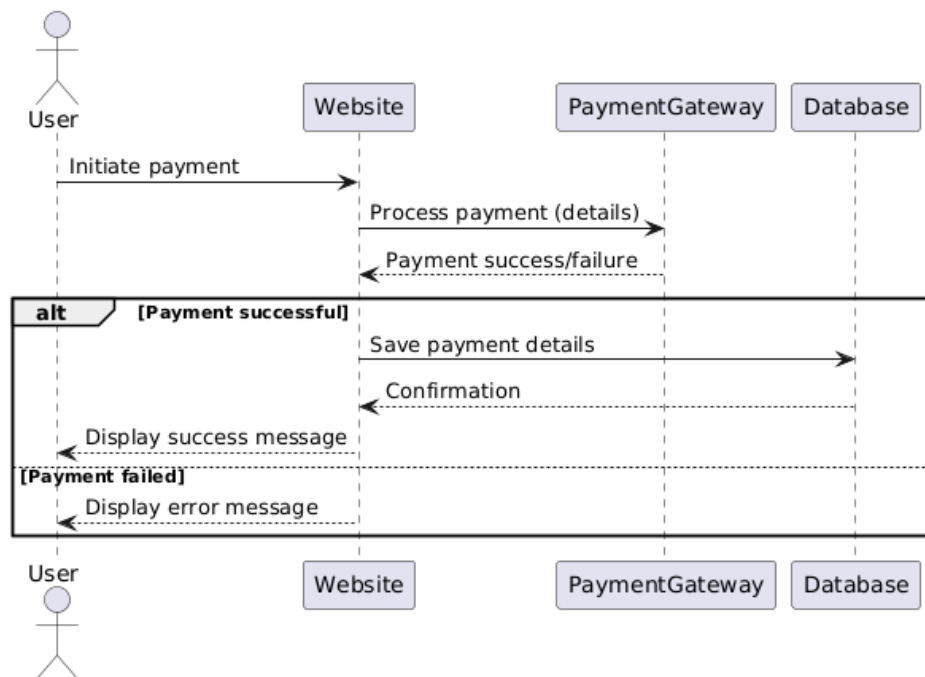 User
Website
PaymentGateway
Database
Initiate payment
Process payment (details)
Payment success/failure
alt
[Payment successful]
Save payment details
Confirmation
Display success message
[Payment failed]
Display error message
User
Website
PaymentGateway
Database